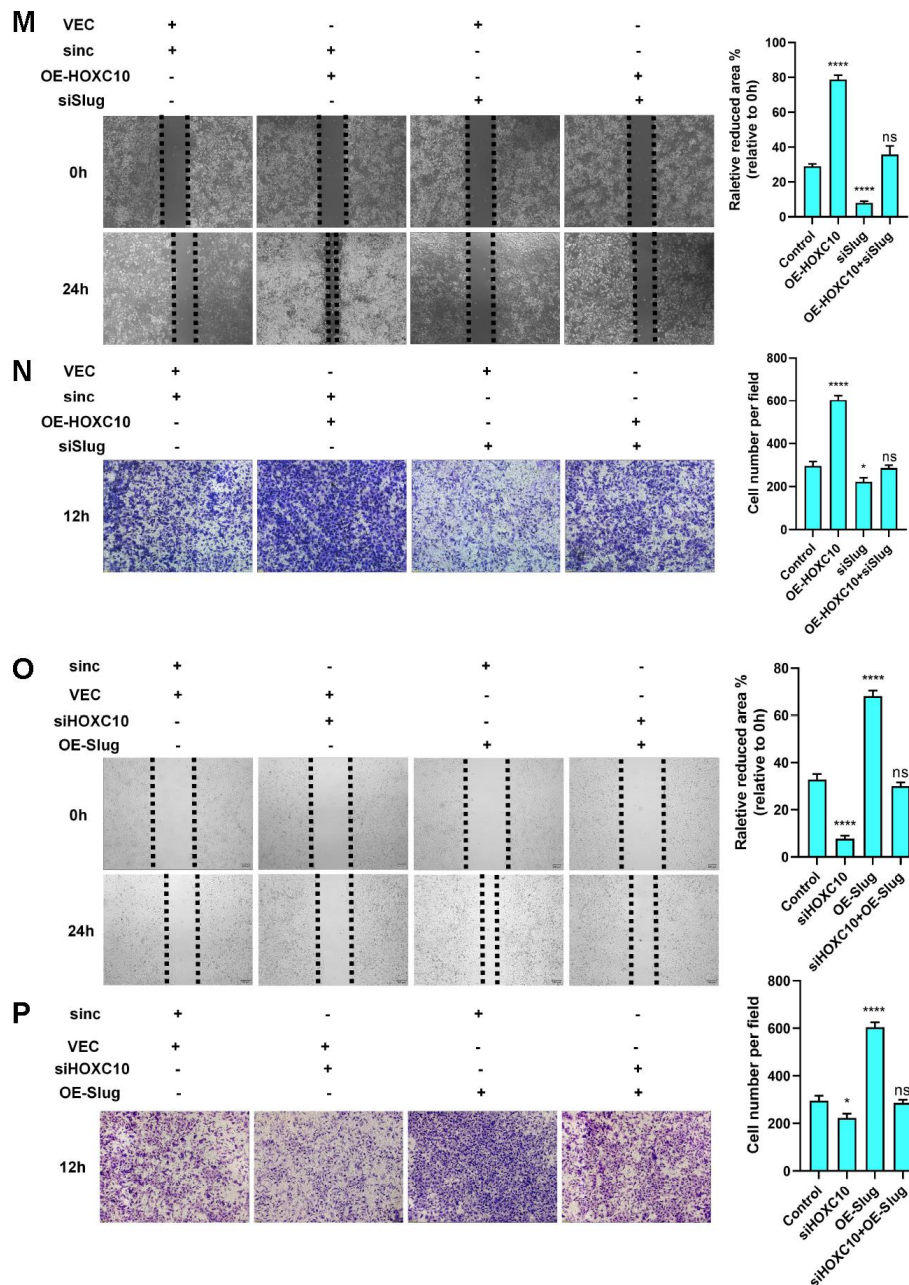 M
VEC + - + -
sinc + + - -
OE-HOXC10 - + - +
siSlug - - + +
0h
24h
Raletive reduced area %
(relative to 0h)
80
60
40
20
0
**** **** ns
Control
OE-HOXC10
siSlug
OE-HOXC10+siSlug
N
VEC + - + -
sinc + + - -
OE-HOXC10 - + - +
siSlug - - + +
12h
Cell number per field
800
600
400
200
0
**** * ns
Control
OE-HOXC10
siSlug
OE-HOXC10+siSlug
O
sinc + - + -
VEC + + - -
siHOXC10 - + - +
OE-Slug - - + +
0h
24h
Raletive reduced area %
(relative to 0h)
80
60
40
20
0
**** **** ns
Control
siHOXC10
OE-Slug
siHOXC10+OE-Slug
P
sinc + - + -
VEC + + - -
siHOXC10 - + - +
OE-Slug - - + +
12h
Cell number per field
800
600
400
200
0
* **** ns
Control
siHOXC10
OE-Slug
siHOXC10+OE-Slug